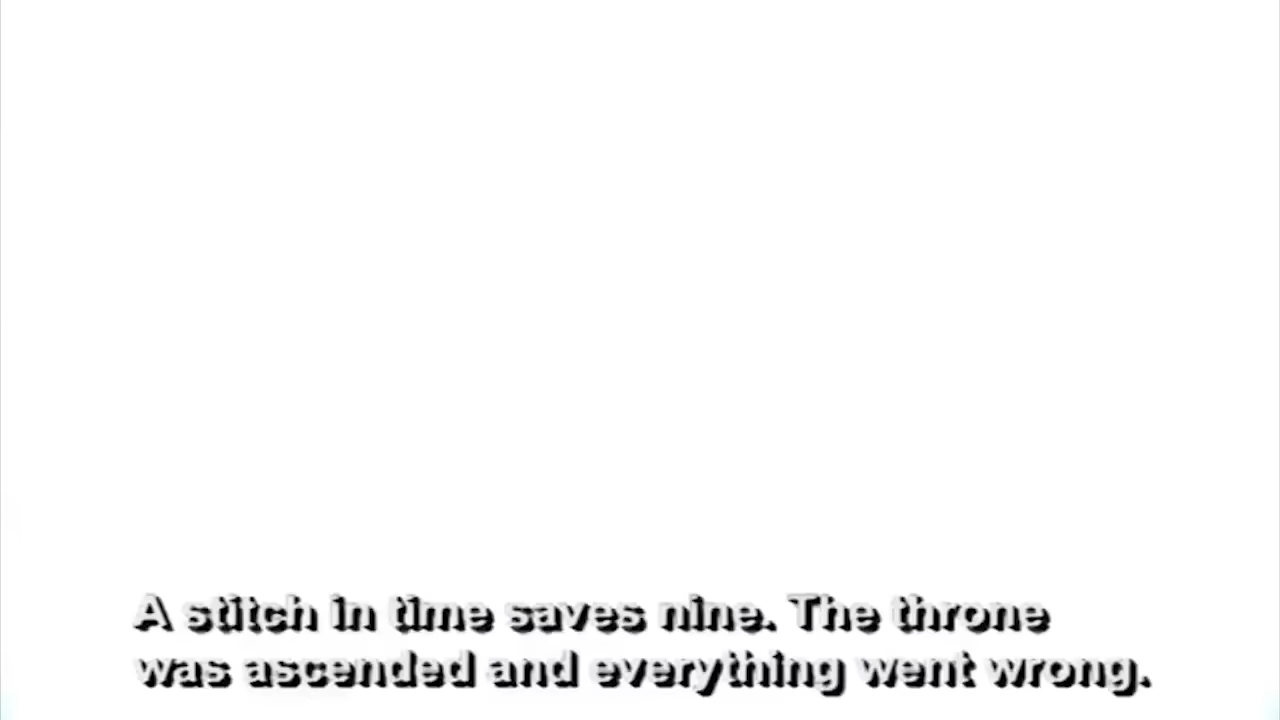 A stitch in time saves nine. The throne
was ascended and everything went wrong.